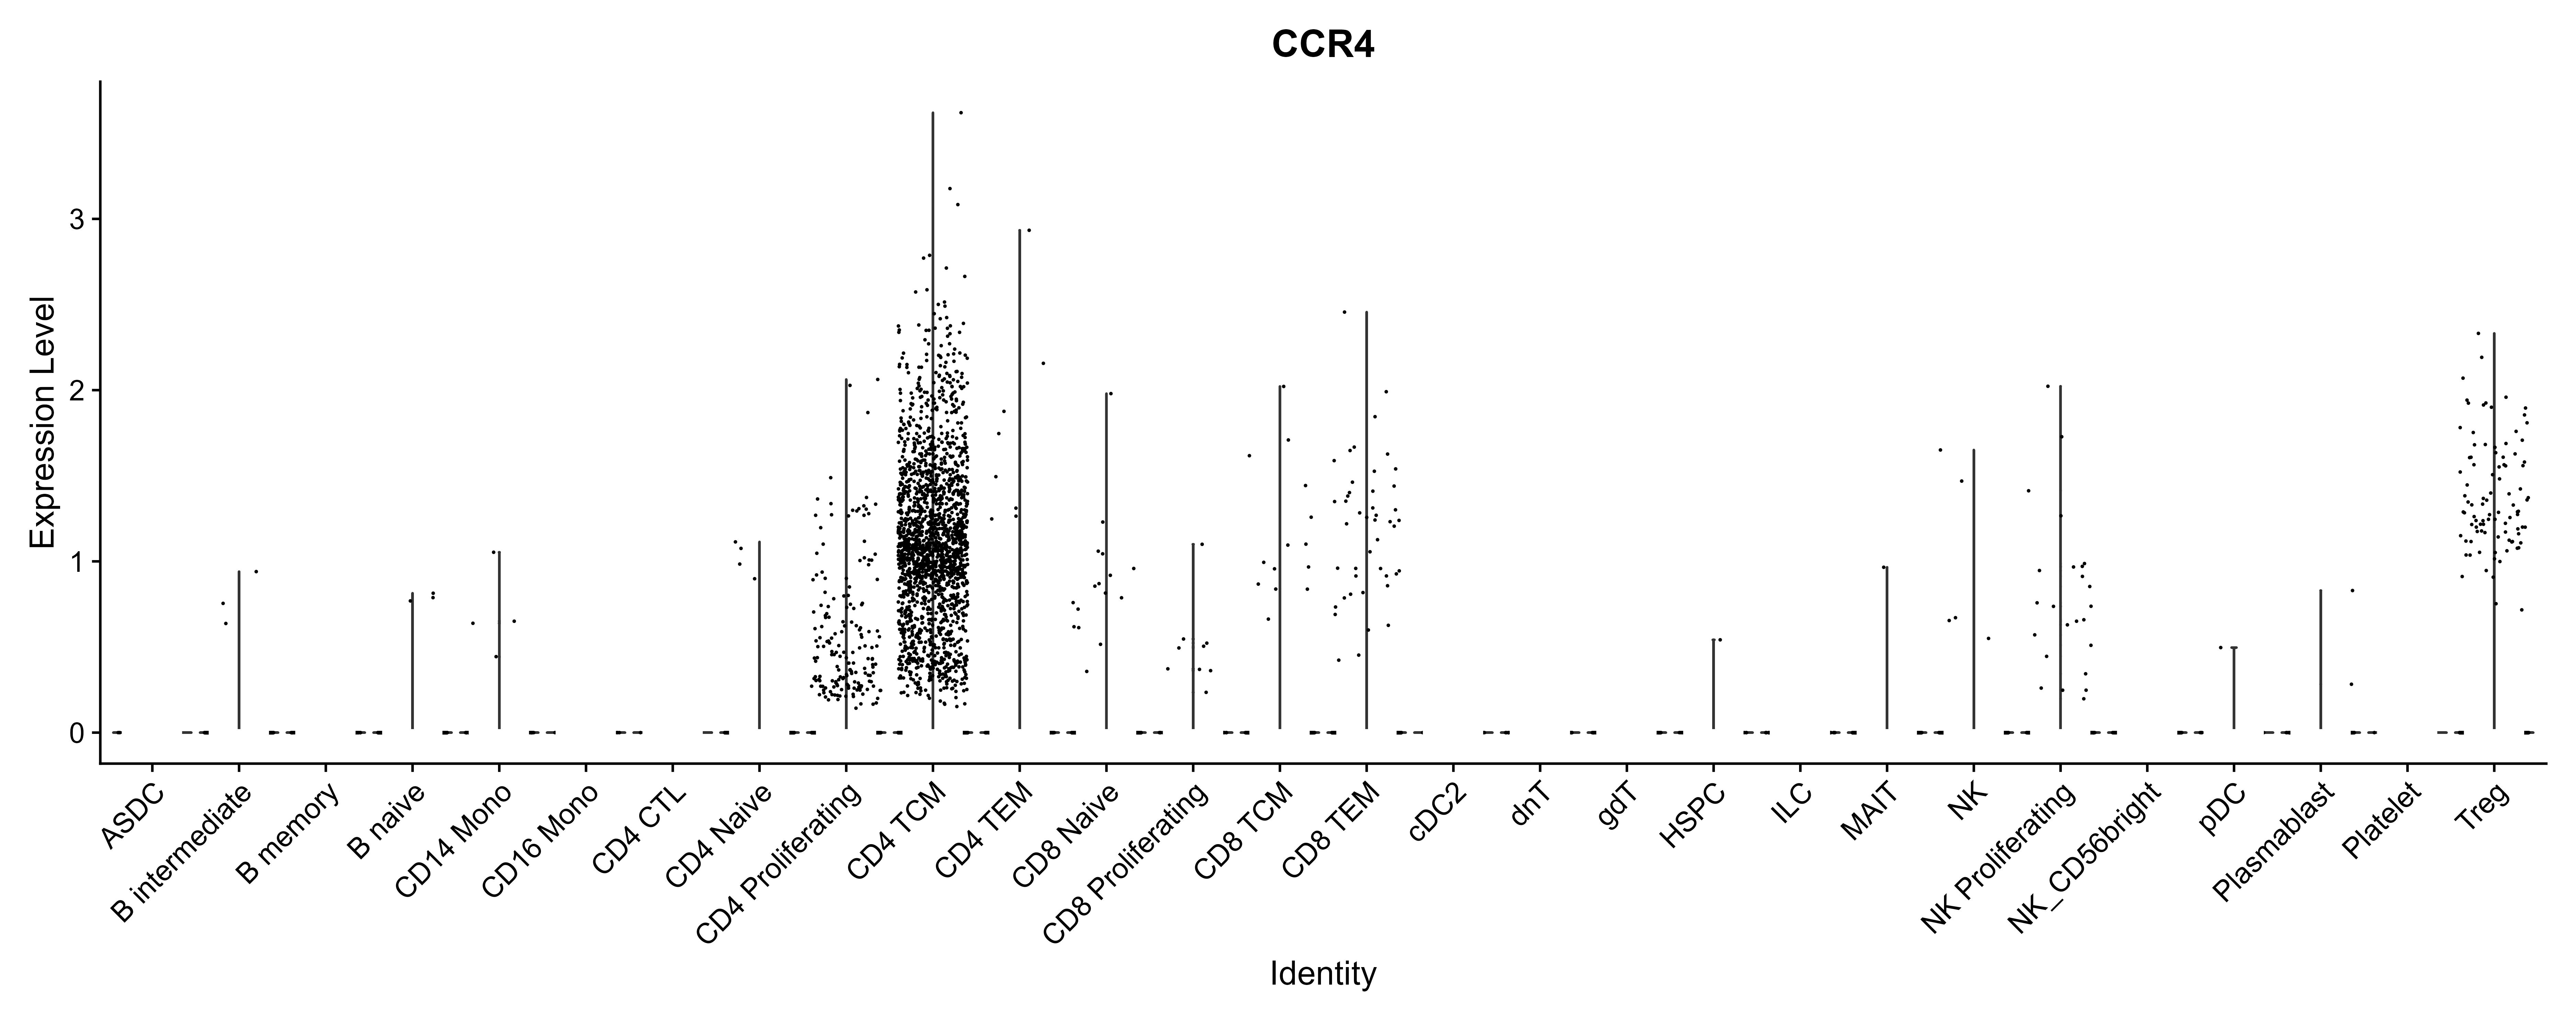 CCR4
Expression Level
3
2
1
0
ASDC
B intermediate
B memory
B naive
CD14 Mono
CD16 Mono
CD4 CTL
CD4 Naive
CD4 Proliferating
CD4 TCM
CD4 TEM
CD8 Naive
CD8 Proliferating
CD8 TCM
CD8 TEM
cDC2
dnT
gdT
HSPC
ILC
MAIT
NK
NK Proliferating
NK_CD56bright
pDC
Plasmablast
Platelet
Treg
Identity